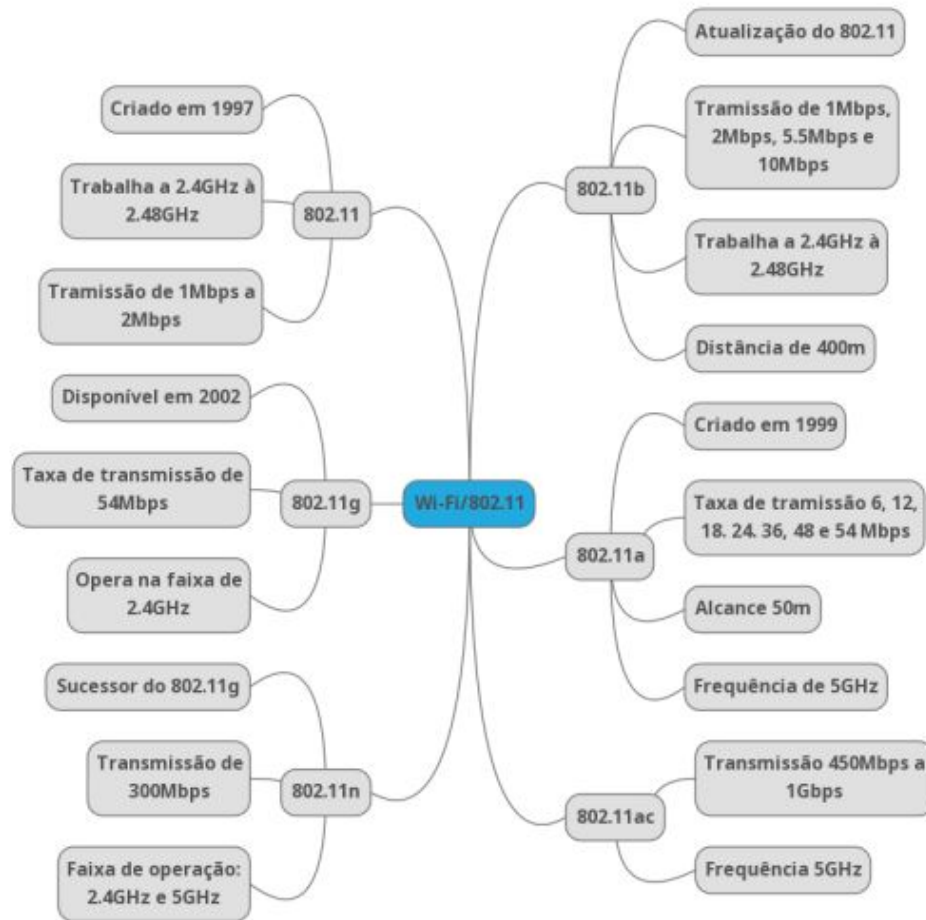 Wi-Fi/802.11
802.11
Criado em 1997
Trabalha a 2.4GHz à
2.48GHz
Tramissão de 1Mbps a
2Mbps
802.11g
Disponível em 2002
Taxa de transmissão de
54Mbps
Opera na faixa de
2.4GHz
802.11n
Sucessor do 802.11g
Transmissão de
300Mbps
Faixa de operação:
2.4GHz e 5GHz
802.11b
Atualização do 802.11
Tramissão de 1Mbps,
2Mbps, 5.5Mbps e
10Mbps
Trabalha a 2.4GHz à
2.48GHz
Distância de 400m
802.11a
Criado em 1999
Taxa de tramissão 6, 12,
18. 24. 36, 48 e 54 Mbps
Alcance 50m
Frequência de 5GHz
802.11ac
Transmissão 450Mbps a
1Gbps
Frequência 5GHz